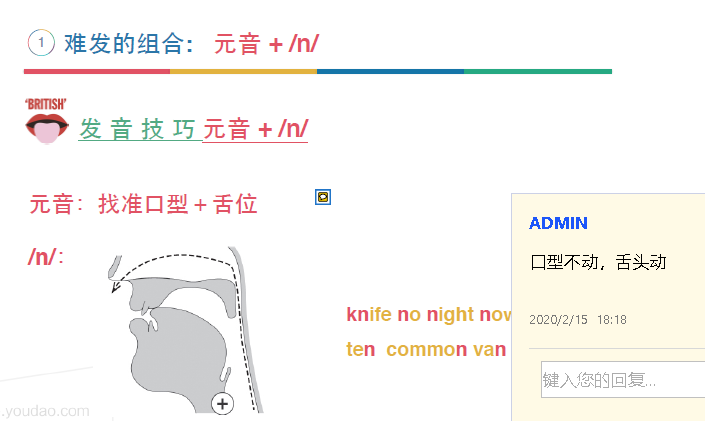 1 难发的组合： 元音 + /n/
'BRITISH'
发 音 技 巧 元音 + /n/
元音：找准口型 + 舌位
/n/：
knife no night now
ten common van
ADMIN
口型不动，舌头动
2020/2/15 18:18
键入您的回复...
.youdao.com